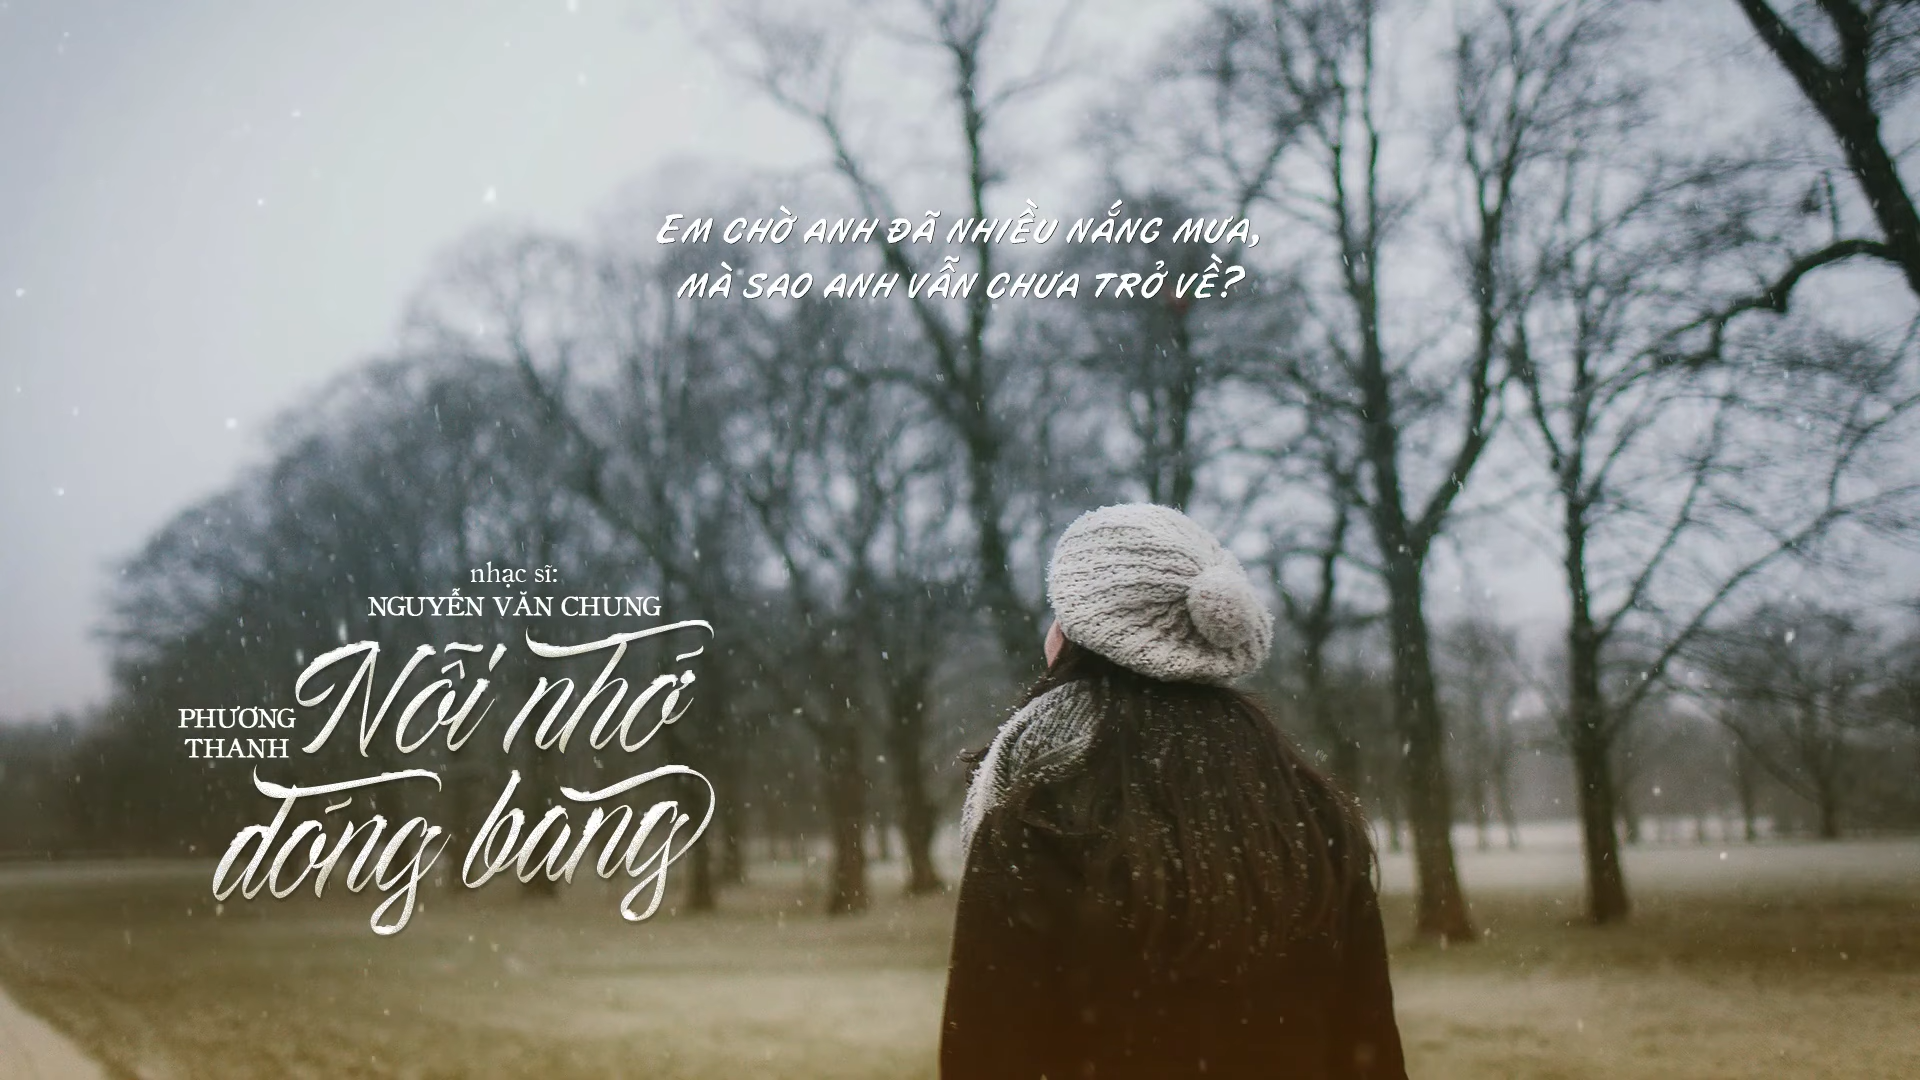 EM CHỜ ANH ĐÃ NHIỀU NẮNG MƯA,
MÀ SAO ANH VẪN CHƯA TRỞ VỀ?
nhạc sĩ:
NGUYỄN VĂN CHUNG
PHƯƠNG
THANH
Nỗi nhớ
đóng băng